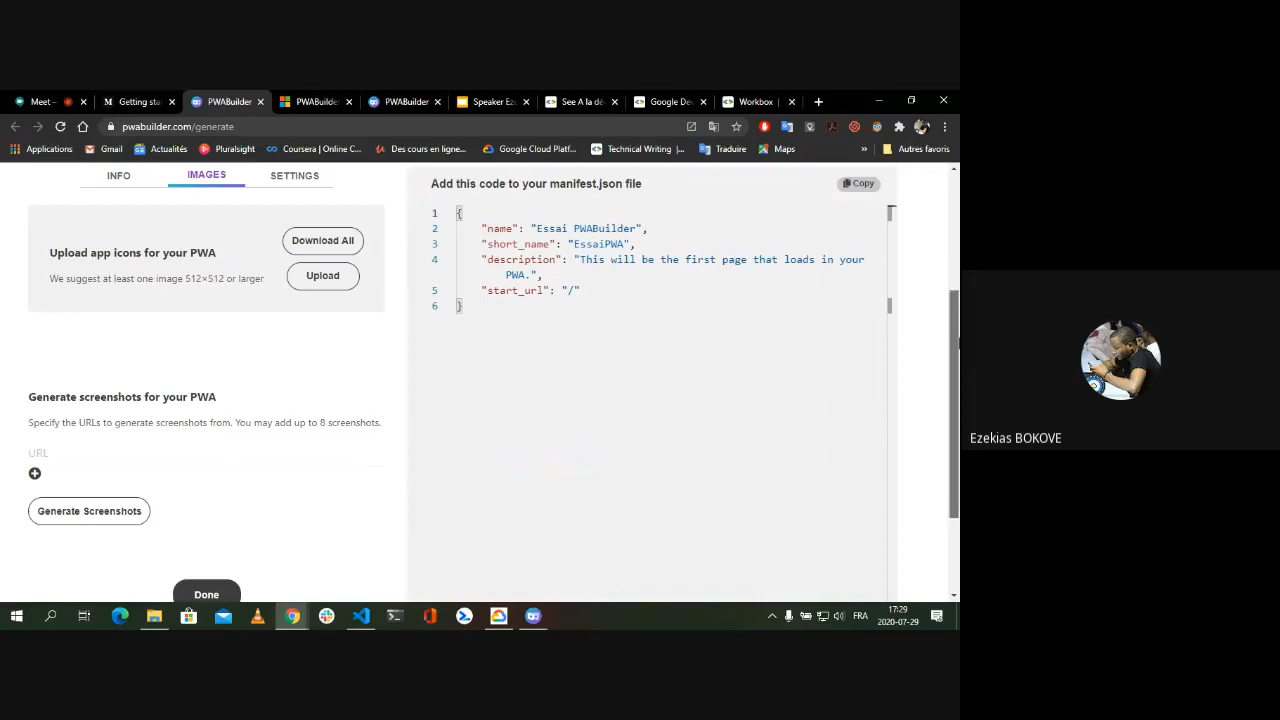 Meet –
Getting sta
PWABuilder
PWABuilde
PWABuilder
Speaker Eze
See A la dé
Google Dev
Workbox
pwabuilder.com/generate
Applications
Gmail
Actualités
Pluralsight
Coursera | Online C...
Des cours en ligne...
Google Cloud Platf...
Technical Writing |...
Traduire
Maps
»
Autres favoris
INFO
IMAGES
SETTINGS
Upload app icons for your PWA
We suggest at least one image 512×512 or larger
Download All
Upload
Generate screenshots for your PWA
Specify the URLs to generate screenshots from. You may add up to 8 screenshots.
URL
Generate Screenshots
Done
Add this code to your manifest.json file
Copy
1 {
2 "name": "Essai PWABuilder",
3 "short_name": "EssaiPWA",
4 "description": "This will be the first page that loads in your
PWA.",
5 "start_url": "/"
6 }
Ezekias BOKOVE
FRA
17:29
2020-07-29